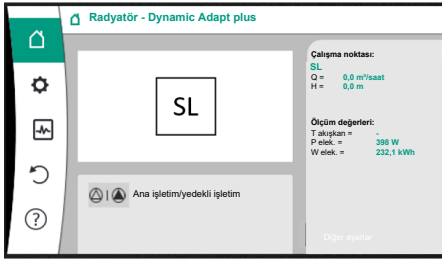 Radyatör - Dynamic Adapt plus
SL
Çalışma noktası:
SL
Q = 0,0 m³/saat
H = 0,0 m
Ölçüm değerleri:
T akışkan = -
P elek. = 398 W
W elek. = 232,1 kWh
Ana işletim/yedekli işletim
?
Diğer ayarlar